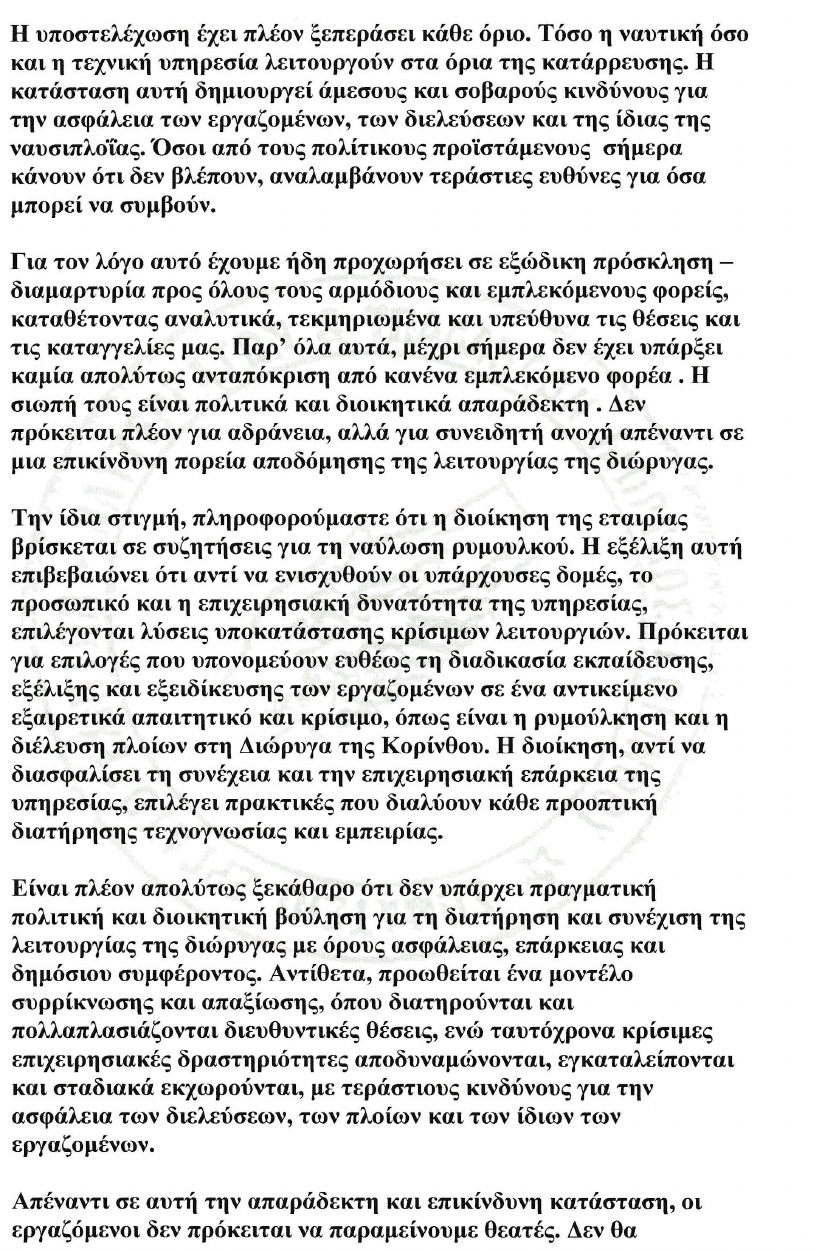 Η υποστελέχωση έχει πλέον ξεπεράσει κάθε όριο. Τόσο η ναυτική όσο
και η τεχνική υπηρεσία λειτουργούν στα όρια της κατάρρευσης. Η
κατάσταση αυτή δημιουργεί άμεσους και σοβαρούς κινδύνους για
την ασφάλεια των εργαζομένων, των διελεύσεων και της ίδιας της
ναυσιπλοΐας. Όσοι από τους πολίτικους προϊστάμενους  σήμερα
κάνουν ότι δεν βλέπουν, αναλαμβάνουν τεράστιες ευθύνες για όσα
μπορεί να συμβούν.

Για τον λόγο αυτό έχουμε ήδη προχωρήσει σε εξώδικη πρόσκληση –
διαμαρτυρία προς όλους τους αρμόδιους και εμπλεκόμενους φορείς,
καταθέτοντας αναλυτικά, τεκμηριωμένα και υπεύθυνα τις θέσεις και
τις καταγγελίες μας. Παρ’ όλα αυτά, μέχρι σήμερα δεν έχει υπάρξει
καμία απολύτως ανταπόκριση από κανένα εμπλεκόμενο φορέα . Η
σιωπή τους είναι πολιτικά και διοικητικά απαράδεκτη . Δεν
πρόκειται πλέον για αδράνεια, αλλά για συνειδητή ανοχή απέναντι σε
μια επικίνδυνη πορεία αποδόμησης της λειτουργίας της διώρυγας.

Την ίδια στιγμή, πληροφορούμαστε ότι η διοίκηση της εταιρίας
βρίσκεται σε συζητήσεις για τη ναύλωση ρυμουλκού. Η εξέλιξη αυτή
επιβεβαιώνει ότι αντί να ενισχυθούν οι υπάρχουσες δομές, το
προσωπικό και η επιχειρησιακή δυνατότητα της υπηρεσίας,
επιλέγονται λύσεις υποκατάστασης κρίσιμων λειτουργιών. Πρόκειται
για επιλογές που υπονομεύουν ευθέως τη διαδικασία εκπαίδευσης,
εξέλιξης και εξειδίκευσης των εργαζομένων σε ένα αντικείμενο
εξαιρετικά απαιτητικό και κρίσιμο, όπως είναι η ρυμούλκηση και η
διέλευση πλοίων στη Διώρυγα της Κορίνθου. Η διοίκηση, αντί να
διασφαλίσει τη συνέχεια και την επιχειρησιακή επάρκεια της
υπηρεσίας, επιλέγει πρακτικές που διαλύουν κάθε προοπτική
διατήρησης τεχνογνωσίας και εμπειρίας.

Είναι πλέον απολύτως ξεκάθαρο ότι δεν υπάρχει πραγματική
πολιτική και διοικητική βούληση για τη διατήρηση και συνέχιση της
λειτουργίας της διώρυγας με όρους ασφάλειας, επάρκειας και
δημόσιου συμφέροντος. Αντίθετα, προωθείται ένα μοντέλο
συρρίκνωσης και απαξίωσης, όπου διατηρούνται και
πολλαπλασιάζονται διευθυντικές θέσεις, ενώ ταυτόχρονα κρίσιμες
επιχειρησιακές δραστηριότητες αποδυναμώνονται, εγκαταλείπονται
και σταδιακά εκχωρούνται, με τεράστιους κινδύνους για την
ασφάλεια των διελεύσεων, των πλοίων και των ίδιων των
εργαζομένων.

Απέναντι σε αυτή την απαράδεκτη και επικίνδυνη κατάσταση, οι
εργαζόμενοι δεν πρόκειται να παραμείνουμε θεατές. Δεν θα